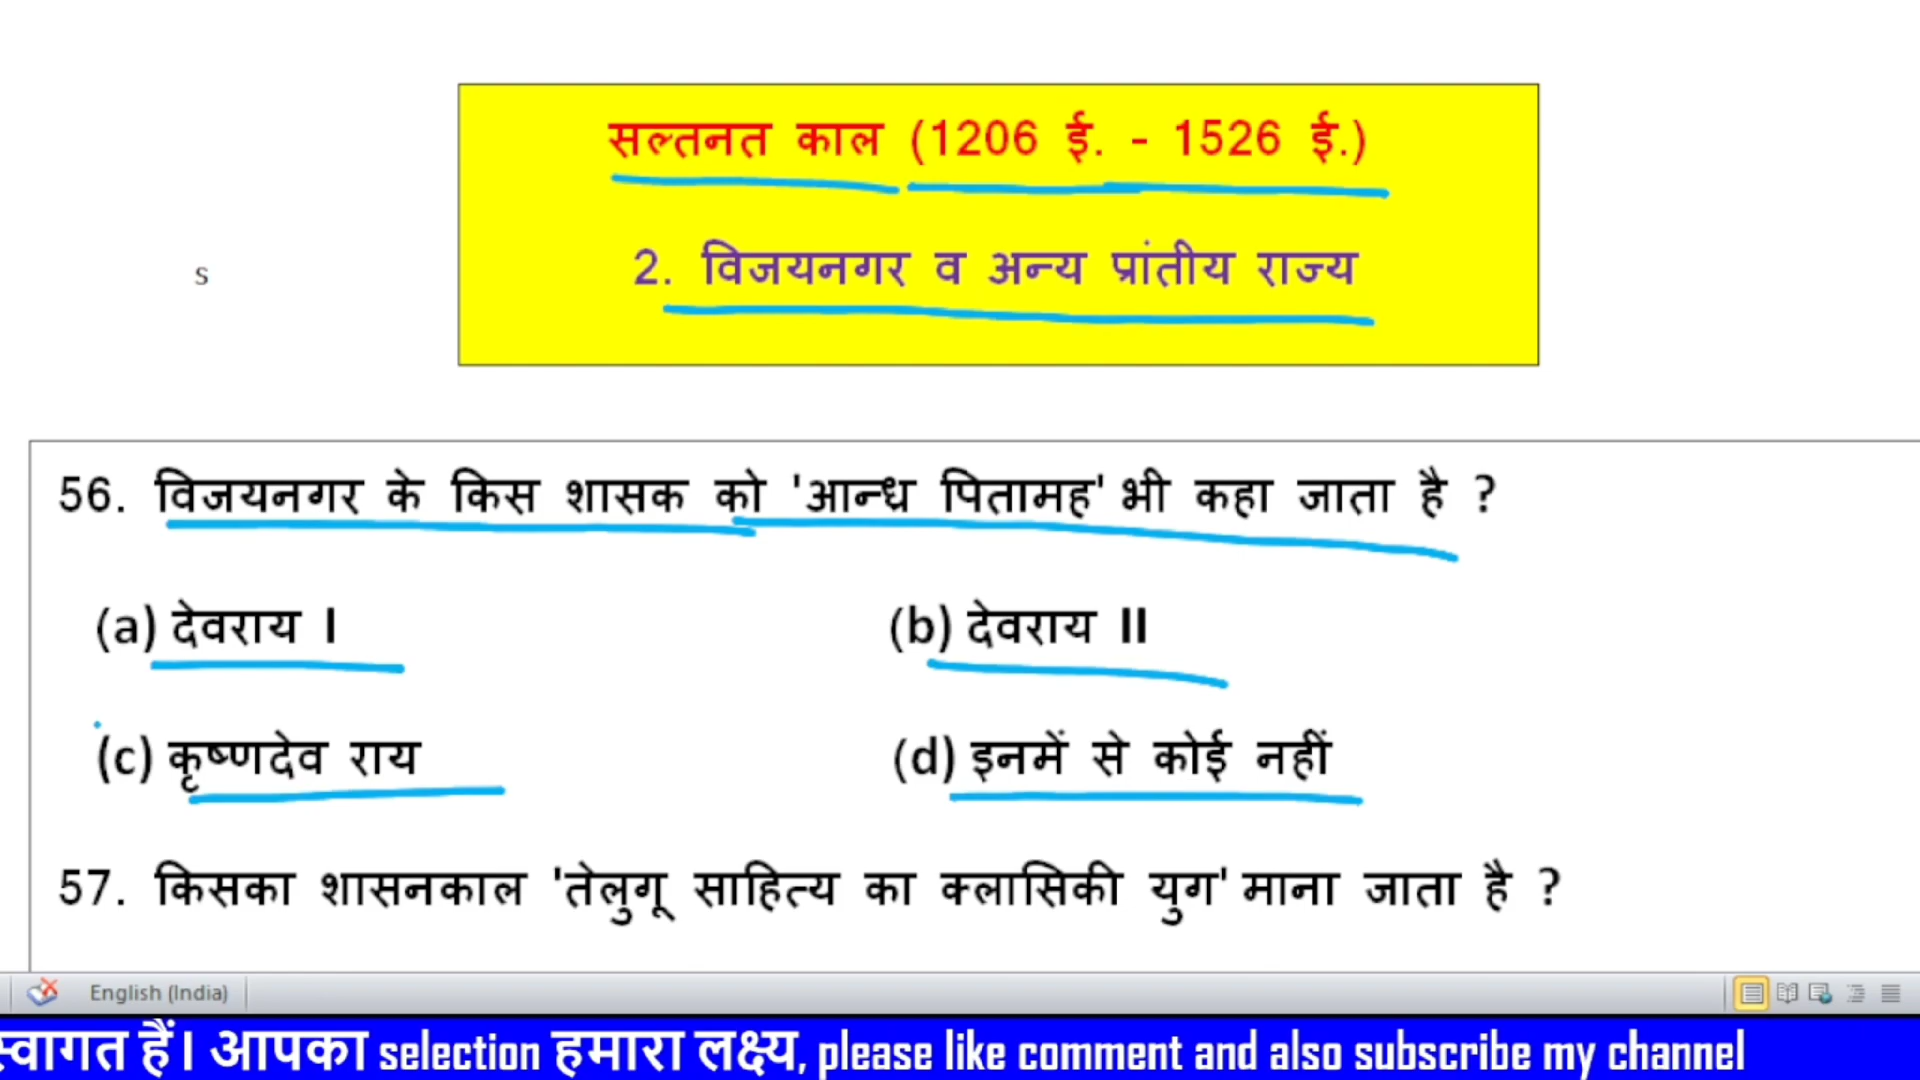 सल्तनत काल (1206 ई. - 1526 ई.)
2. विजयनगर व अन्य प्रांतीय राज्य
s
56. विजयनगर के किस शासक को 'आन्ध्र पितामह' भी कहा जाता है ?
(a) देवराय I (b) देवराय II
(c) कृष्णदेव राय (d) इनमें से कोई नहीं
57. किसका शासनकाल 'तेलुगू साहित्य का क्लासिकी युग' माना जाता है ?
English (India)
स्वागत हैं। आपका selection हमारा लक्ष्य, please like comment and also subscribe my channel